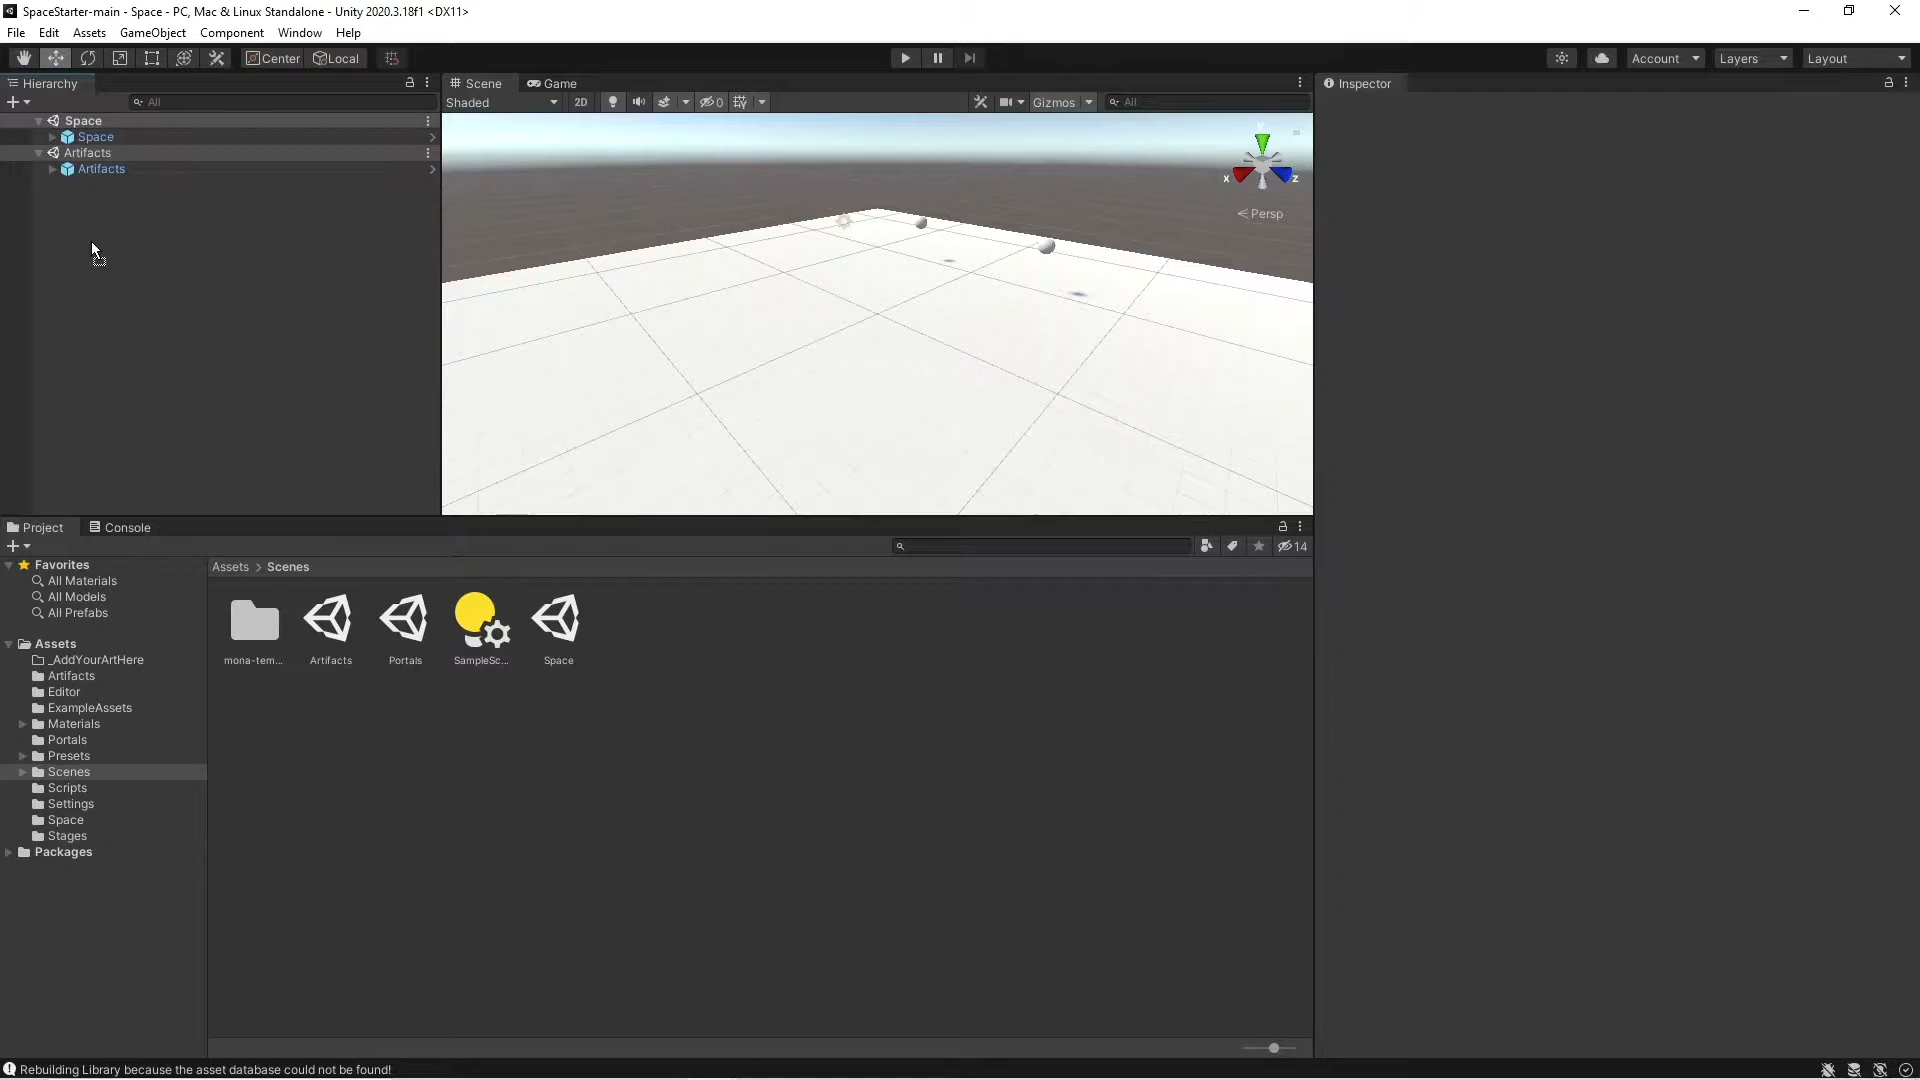 SpaceStarter-main - Space - PC, Mac & Linux Standalone - Unity 2020.3.18f1 <DX11>
File Edit Assets GameObject Component Window Help
Center Local Account Layers Layout
Hierarchy
All
Space
Space
Artifacts
Artifacts
Scene Game
Shaded 2D 0 Gizmos All
y
x z
Persp
Inspector
Project Console
14
Favorites
All Materials
All Models
All Prefabs
Assets
_AddYourArtHere
Artifacts
Editor
ExampleAssets
Materials
Portals
Presets
Scenes
Scripts
Settings
Space
Stages
Packages
Assets > Scenes
mona-tem... Artifacts Portals SampleSc... Space
Rebuilding Library because the asset database could not be found!